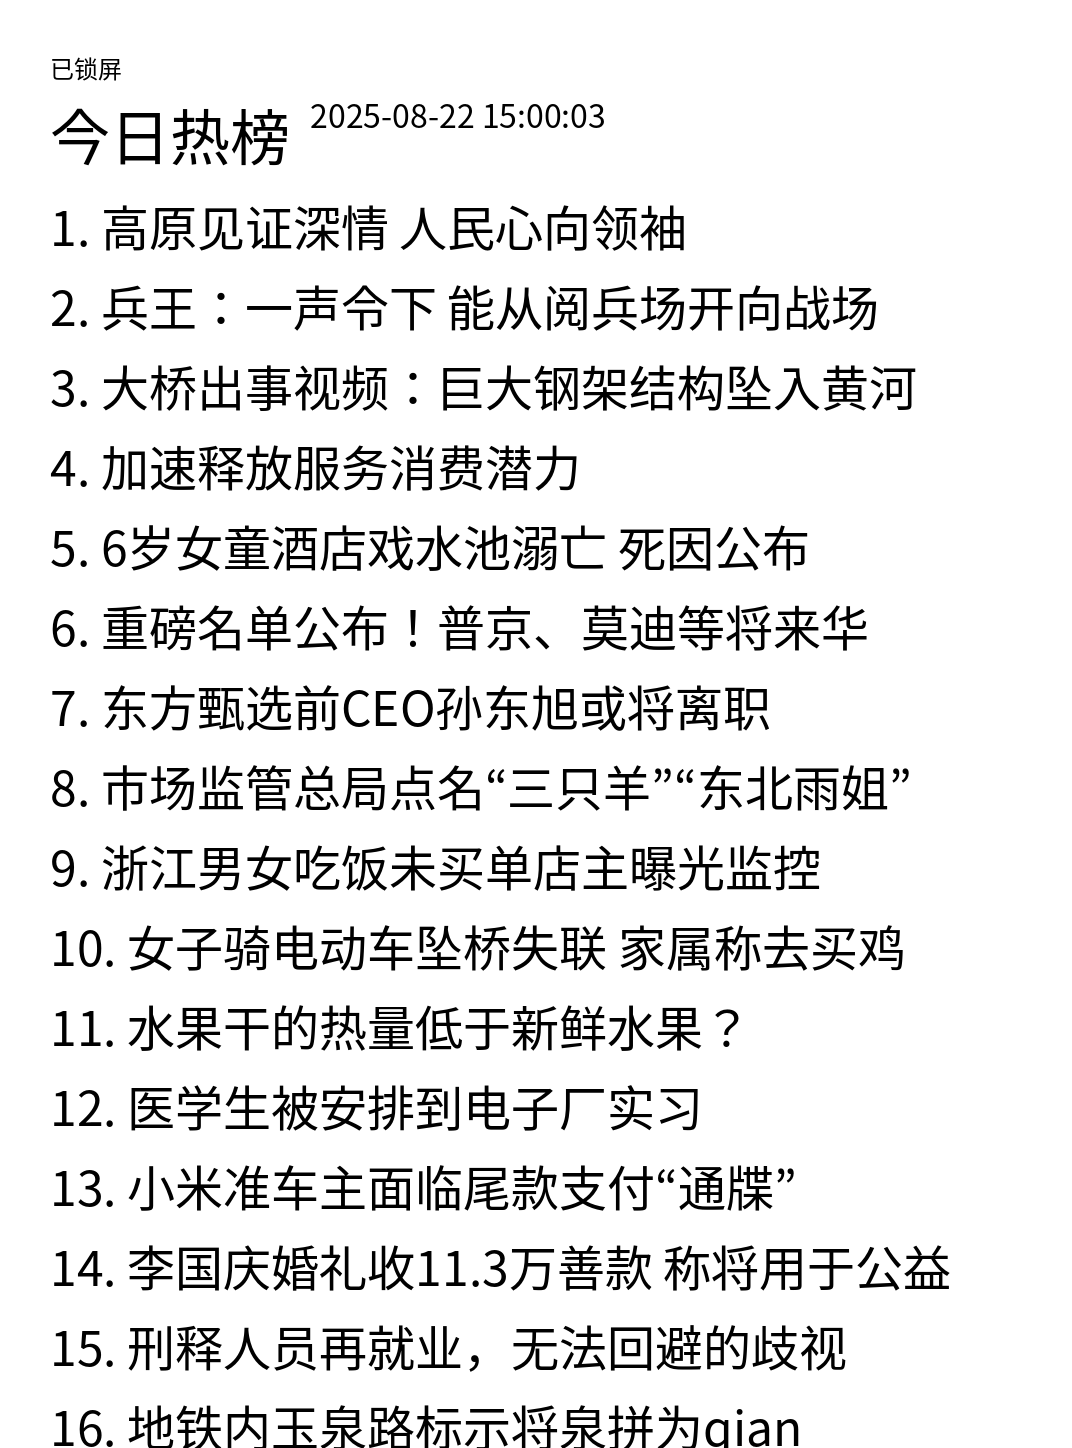 已锁屏
今日热榜 2025-08-22 15:00:03
1. 高原见证深情 人民心向领袖
2. 兵王：一声令下 能从阅兵场开向战场
3. 大桥出事视频：巨大钢架结构坠入黄河
4. 加速释放服务消费潜力
5. 6岁女童酒店戏水池溺亡 死因公布
6. 重磅名单公布！普京、莫迪等将来华
7. 东方甄选前CEO孙东旭或将离职
8. 市场监管总局点名“三只羊”“东北雨姐”
9. 浙江男女吃饭未买单店主曝光监控
10. 女子骑电动车坠桥失联 家属称去买鸡
11. 水果干的热量低于新鲜水果？
12. 医学生被安排到电子厂实习
13. 小米准车主面临尾款支付“通牒”
14. 李国庆婚礼收11.3万善款 称将用于公益
15. 刑释人员再就业，无法回避的歧视
16. 地铁内玉泉路标示将泉拼为qian